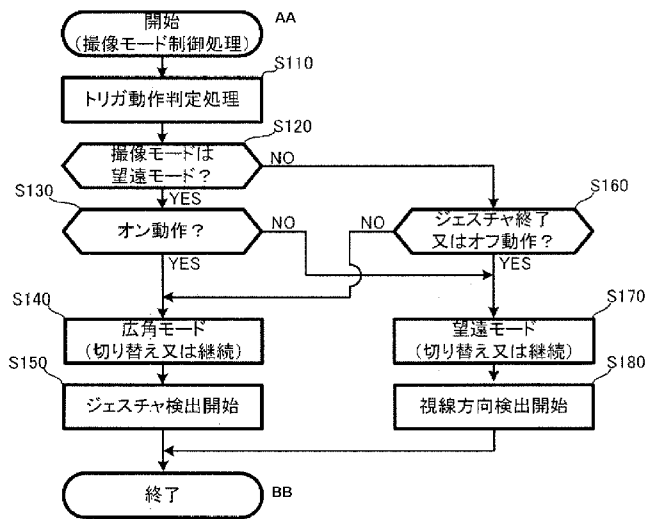 開始
AA
(撮像モード制御処理)
S110
トリガ動作判定処理
S120
撮像モードは
望遠モード？
NO
YES
S130
オン動作？
NO
YES
S160
ジェスチャ終了
又はオフ動作？
NO
YES
S140
広角モード
(切り替え又は継続)
S170
望遠モード
(切り替え又は継続)
S150
ジェスチャ検出開始
S180
視線方向検出開始
終了
BB